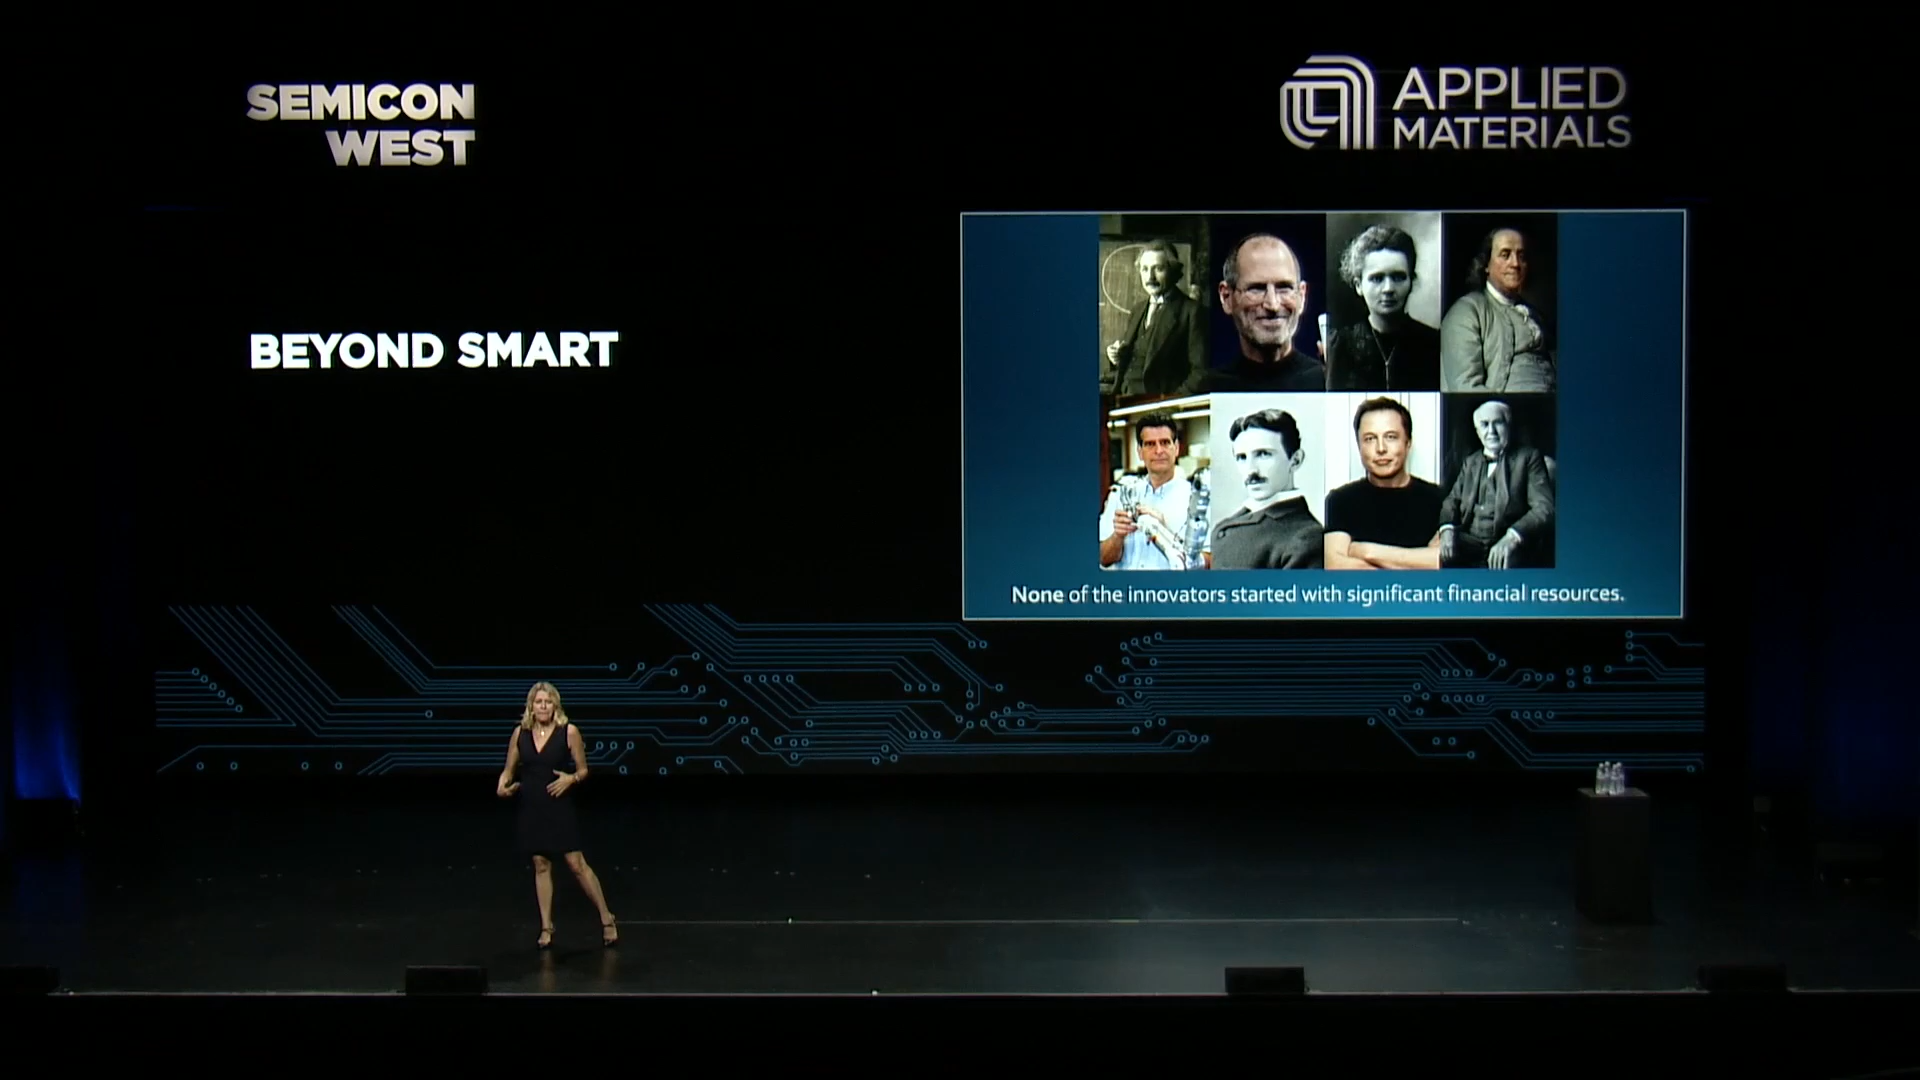 SEMICON
WEST
APPLIED
MATERIALS
BEYOND SMART
None of the innovators started with significant financial resources.